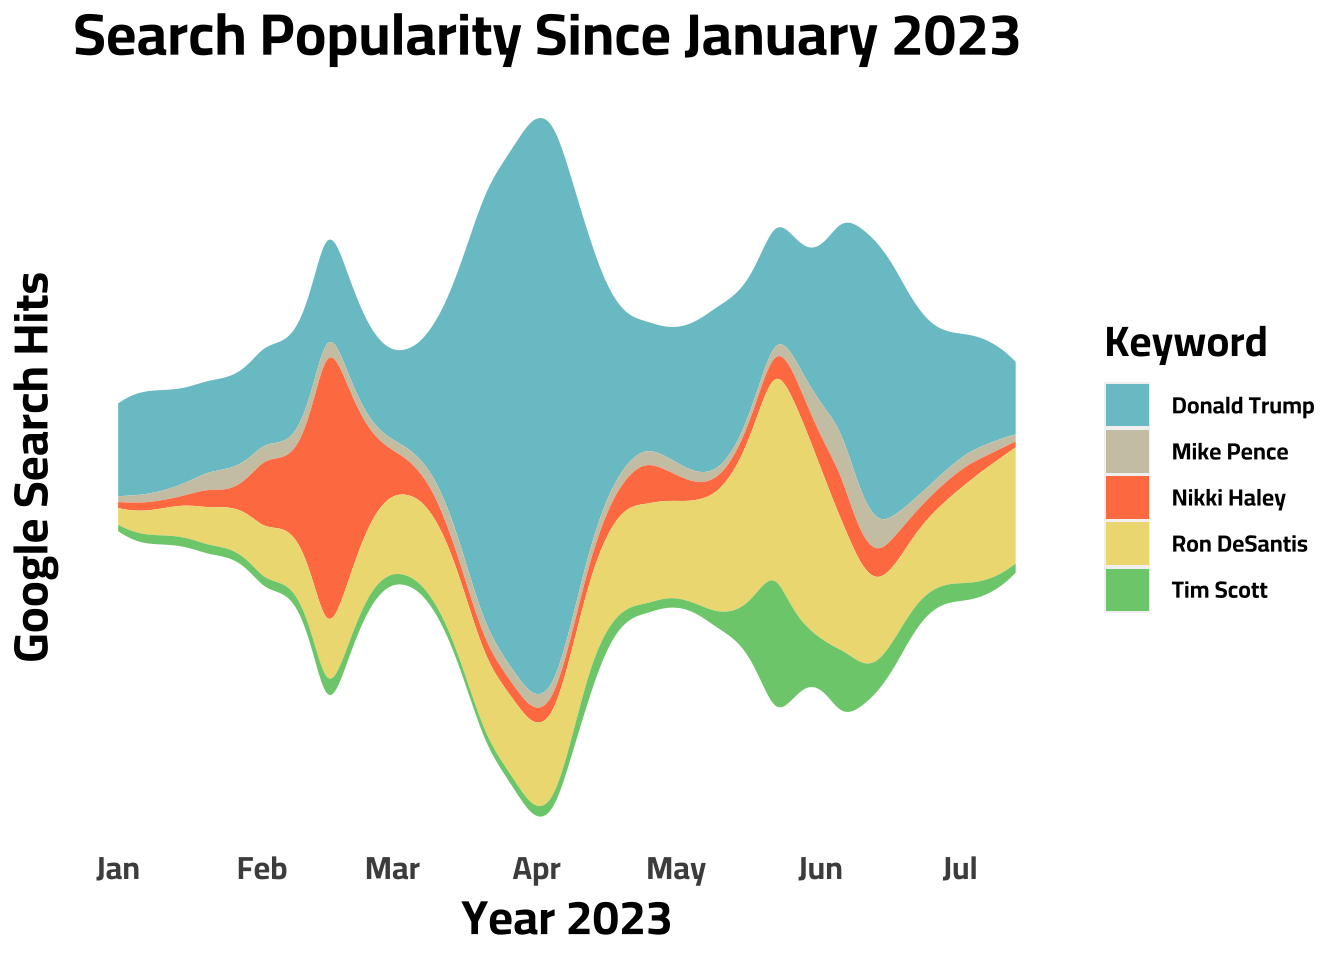 Search Popularity Since January 2023
Google Search Hits
Keyword
Donald Trump
Mike Pence
Nikki Haley
Ron DeSantis
Tim Scott
Jan Feb Mar Apr May Jun Jul
Year 2023